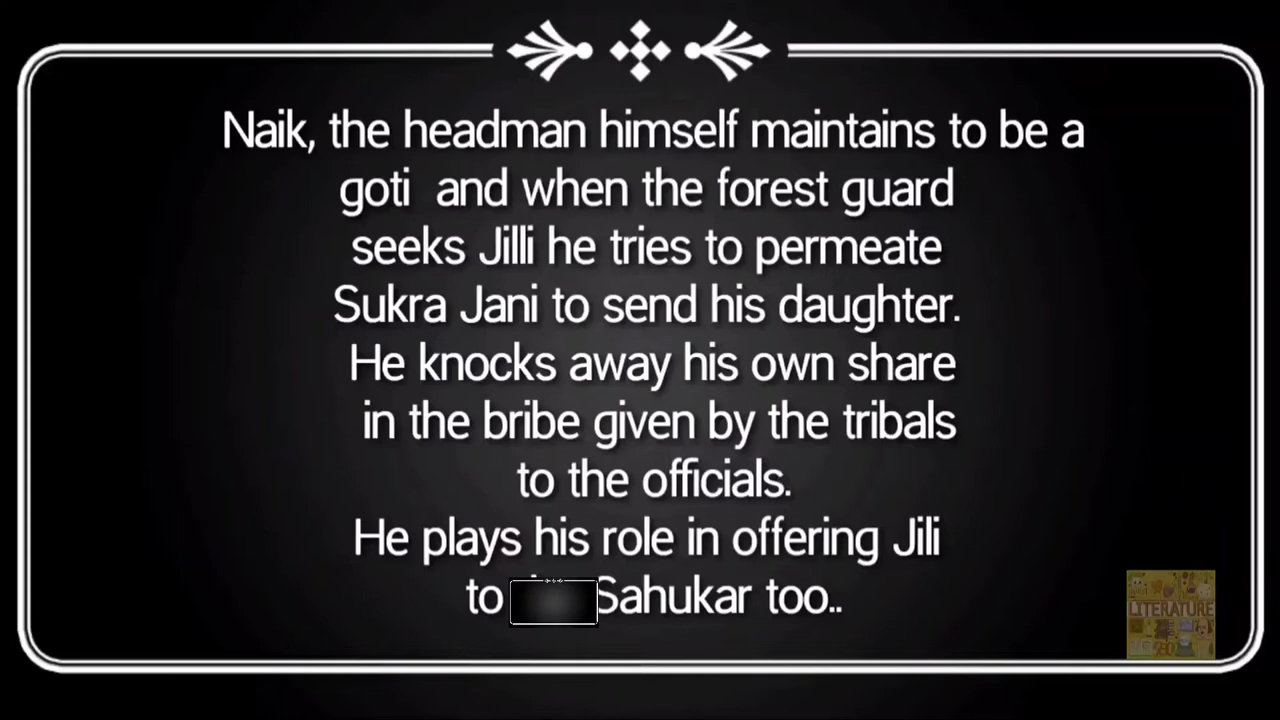 Naik, the headman himself maintains to be a
goti and when the forest guard
seeks Jilli he tries to permeate
Sukra Jani to send his daughter.
He knocks away his own share
in the bribe given by the tribals
to the officials.
He plays his role in offering Jili
to Sahukar too..
LITERATURE